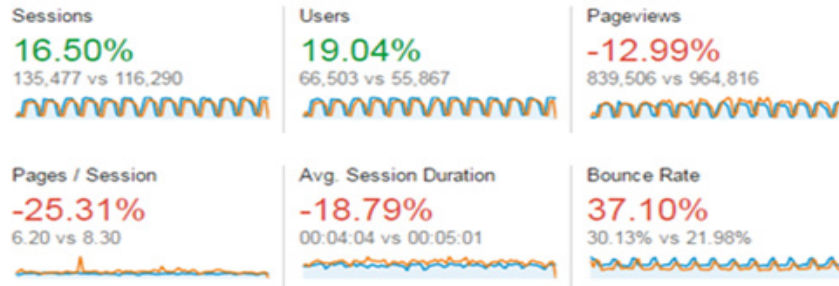 Sessions
16.50%
135,477 vs 116,290
Users
19.04%
66,503 vs 55,867
Pageviews
-12.99%
839,506 vs 964,816
Pages / Session
-25.31%
6.20 vs 8.30
Avg. Session Duration
-18.79%
00:04:04 vs 00:05:01
Bounce Rate
37.10%
30.13% vs 21.98%